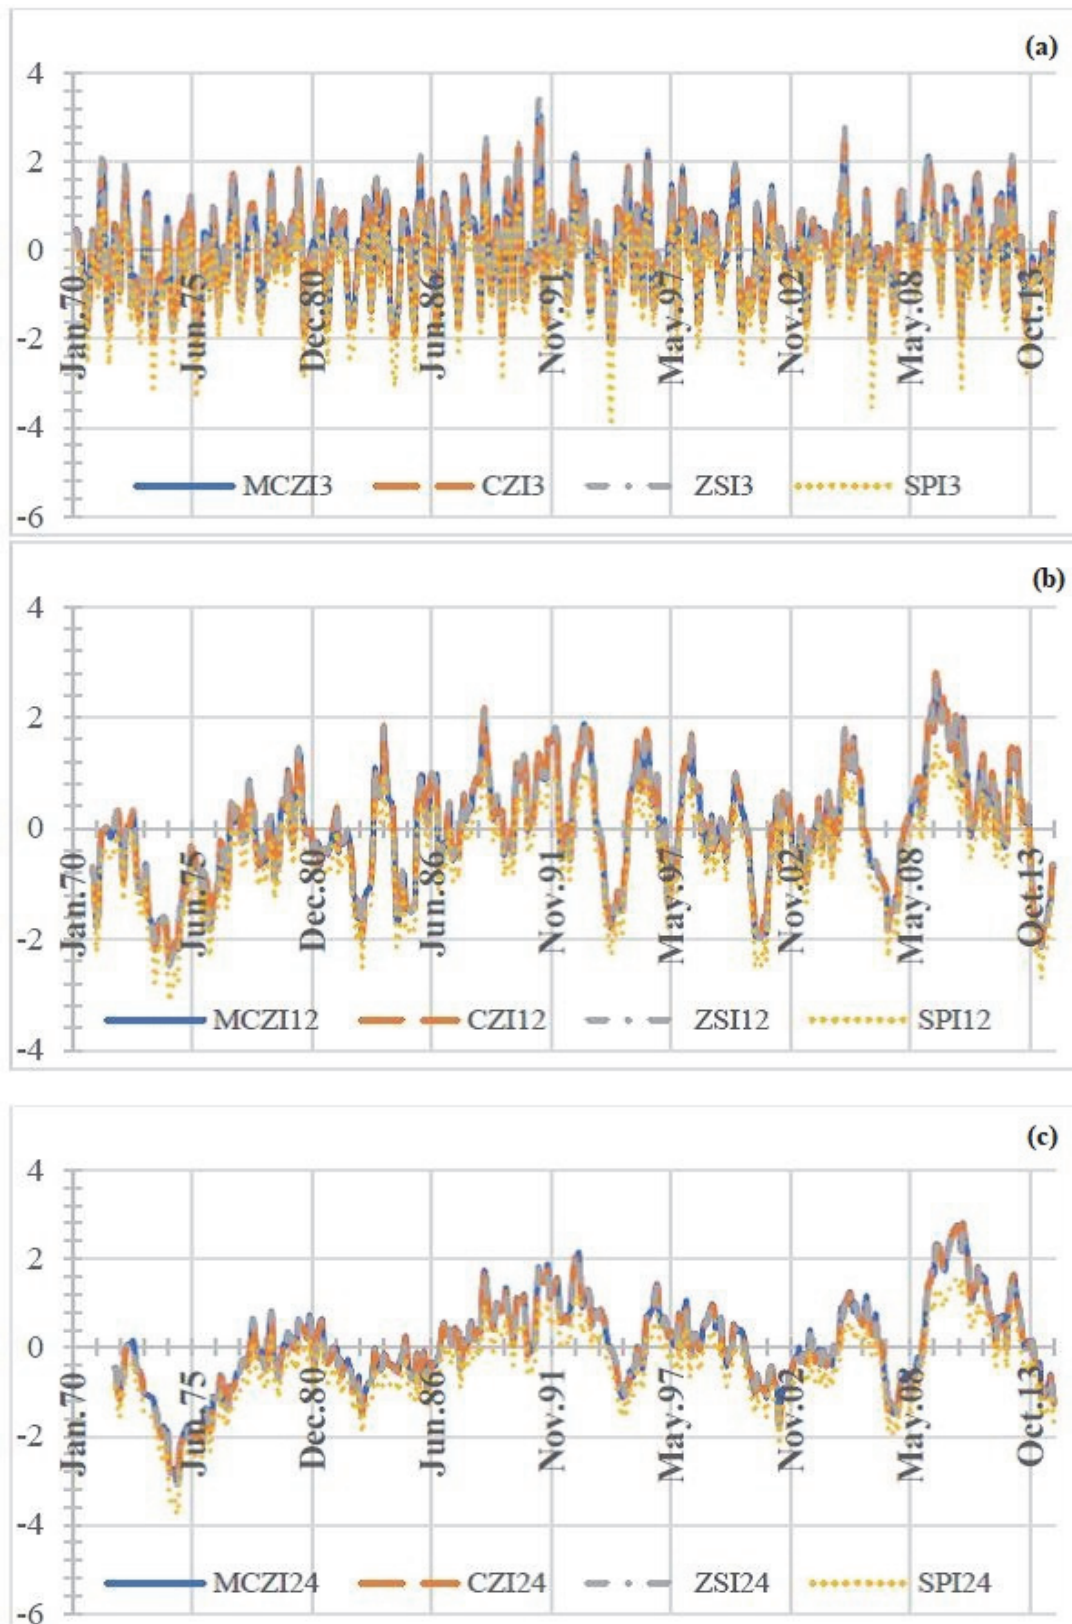 (a)
4
2
0
-2
-4
-6
Jan.70 Jun.75 Dec.80 Jun.86 Nov.91 May.97 Nov.02 May.08 Oct.13
MCZI3 CZI3 ZSI3 SPI3
(b)
4
2
0
-2
-4
Jan.70 Jun.75 Dec.80 Jun.86 Nov.91 May.97 Nov.02 May.08 Oct.13
MCZI12 CZI12 ZSI12 SPI12
(c)
4
2
0
-2
-4
-6
Jan.70 Jun.75 Dec.80 Jun.86 Nov.91 May.97 Nov.02 May.08 Oct.13
MCZI24 CZI24 ZSI24 SPI24